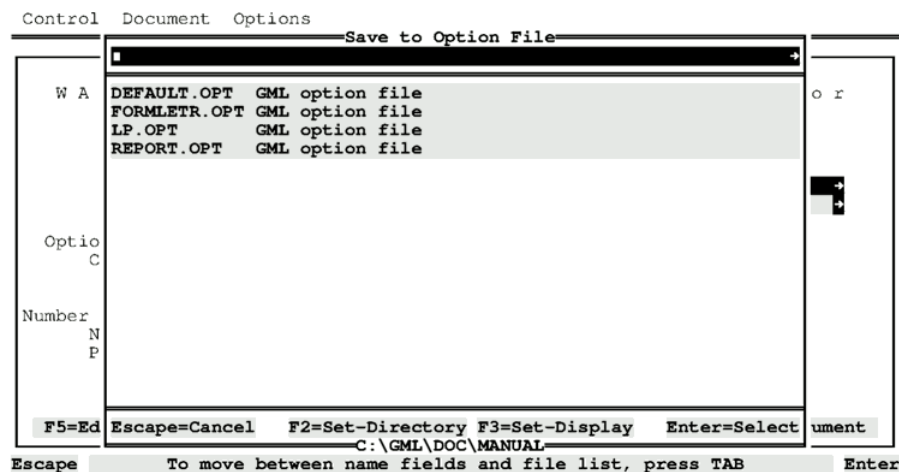 Control Document Options
Save to Option File
W A
DEFAULT.OPT GML option file
o r
FORMLETR.OPT GML option file
LP.OPT GML option file
REPORT.OPT GML option file
Optio
C
Number
N
P
F5=Ed Escape=Cancel F2=Set-Directory F3=Set-Display Enter=Select ument
C:\GML\DOC\MANUAL
Escape To move between name fields and file list, press TAB Enter